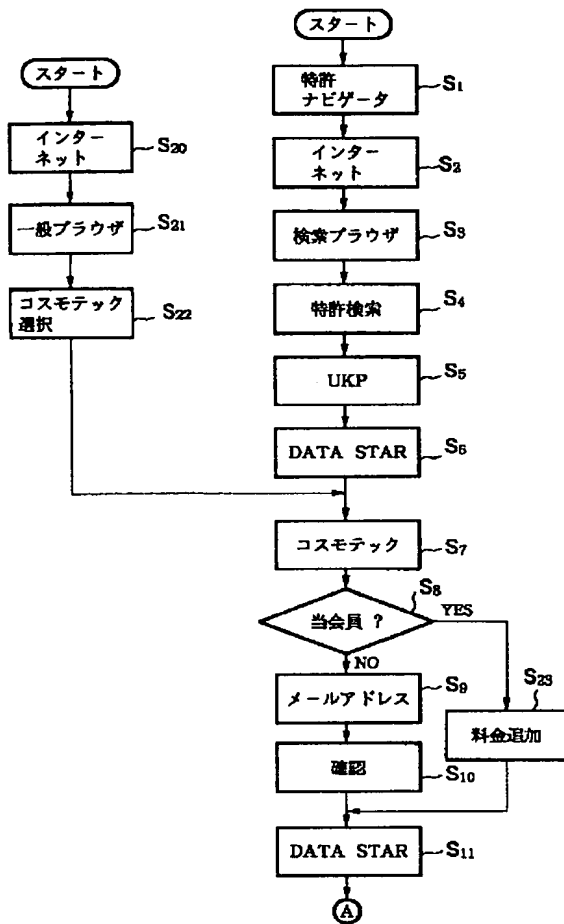 スタート
特許
ナビゲータ
S1
インター
ネット
S2
検索ブラウザ
S3
特許検索
S4
UKP
S5
DATA STAR
S6
スタート
インター
ネット
S20
一般ブラウザ
S21
コスモテック
選択
S22
コスモテック
S7
当会員 ?
S8
YES
NO
メールアドレス
S9
確認
S10
料金追加
S23
DATA STAR
S11
A